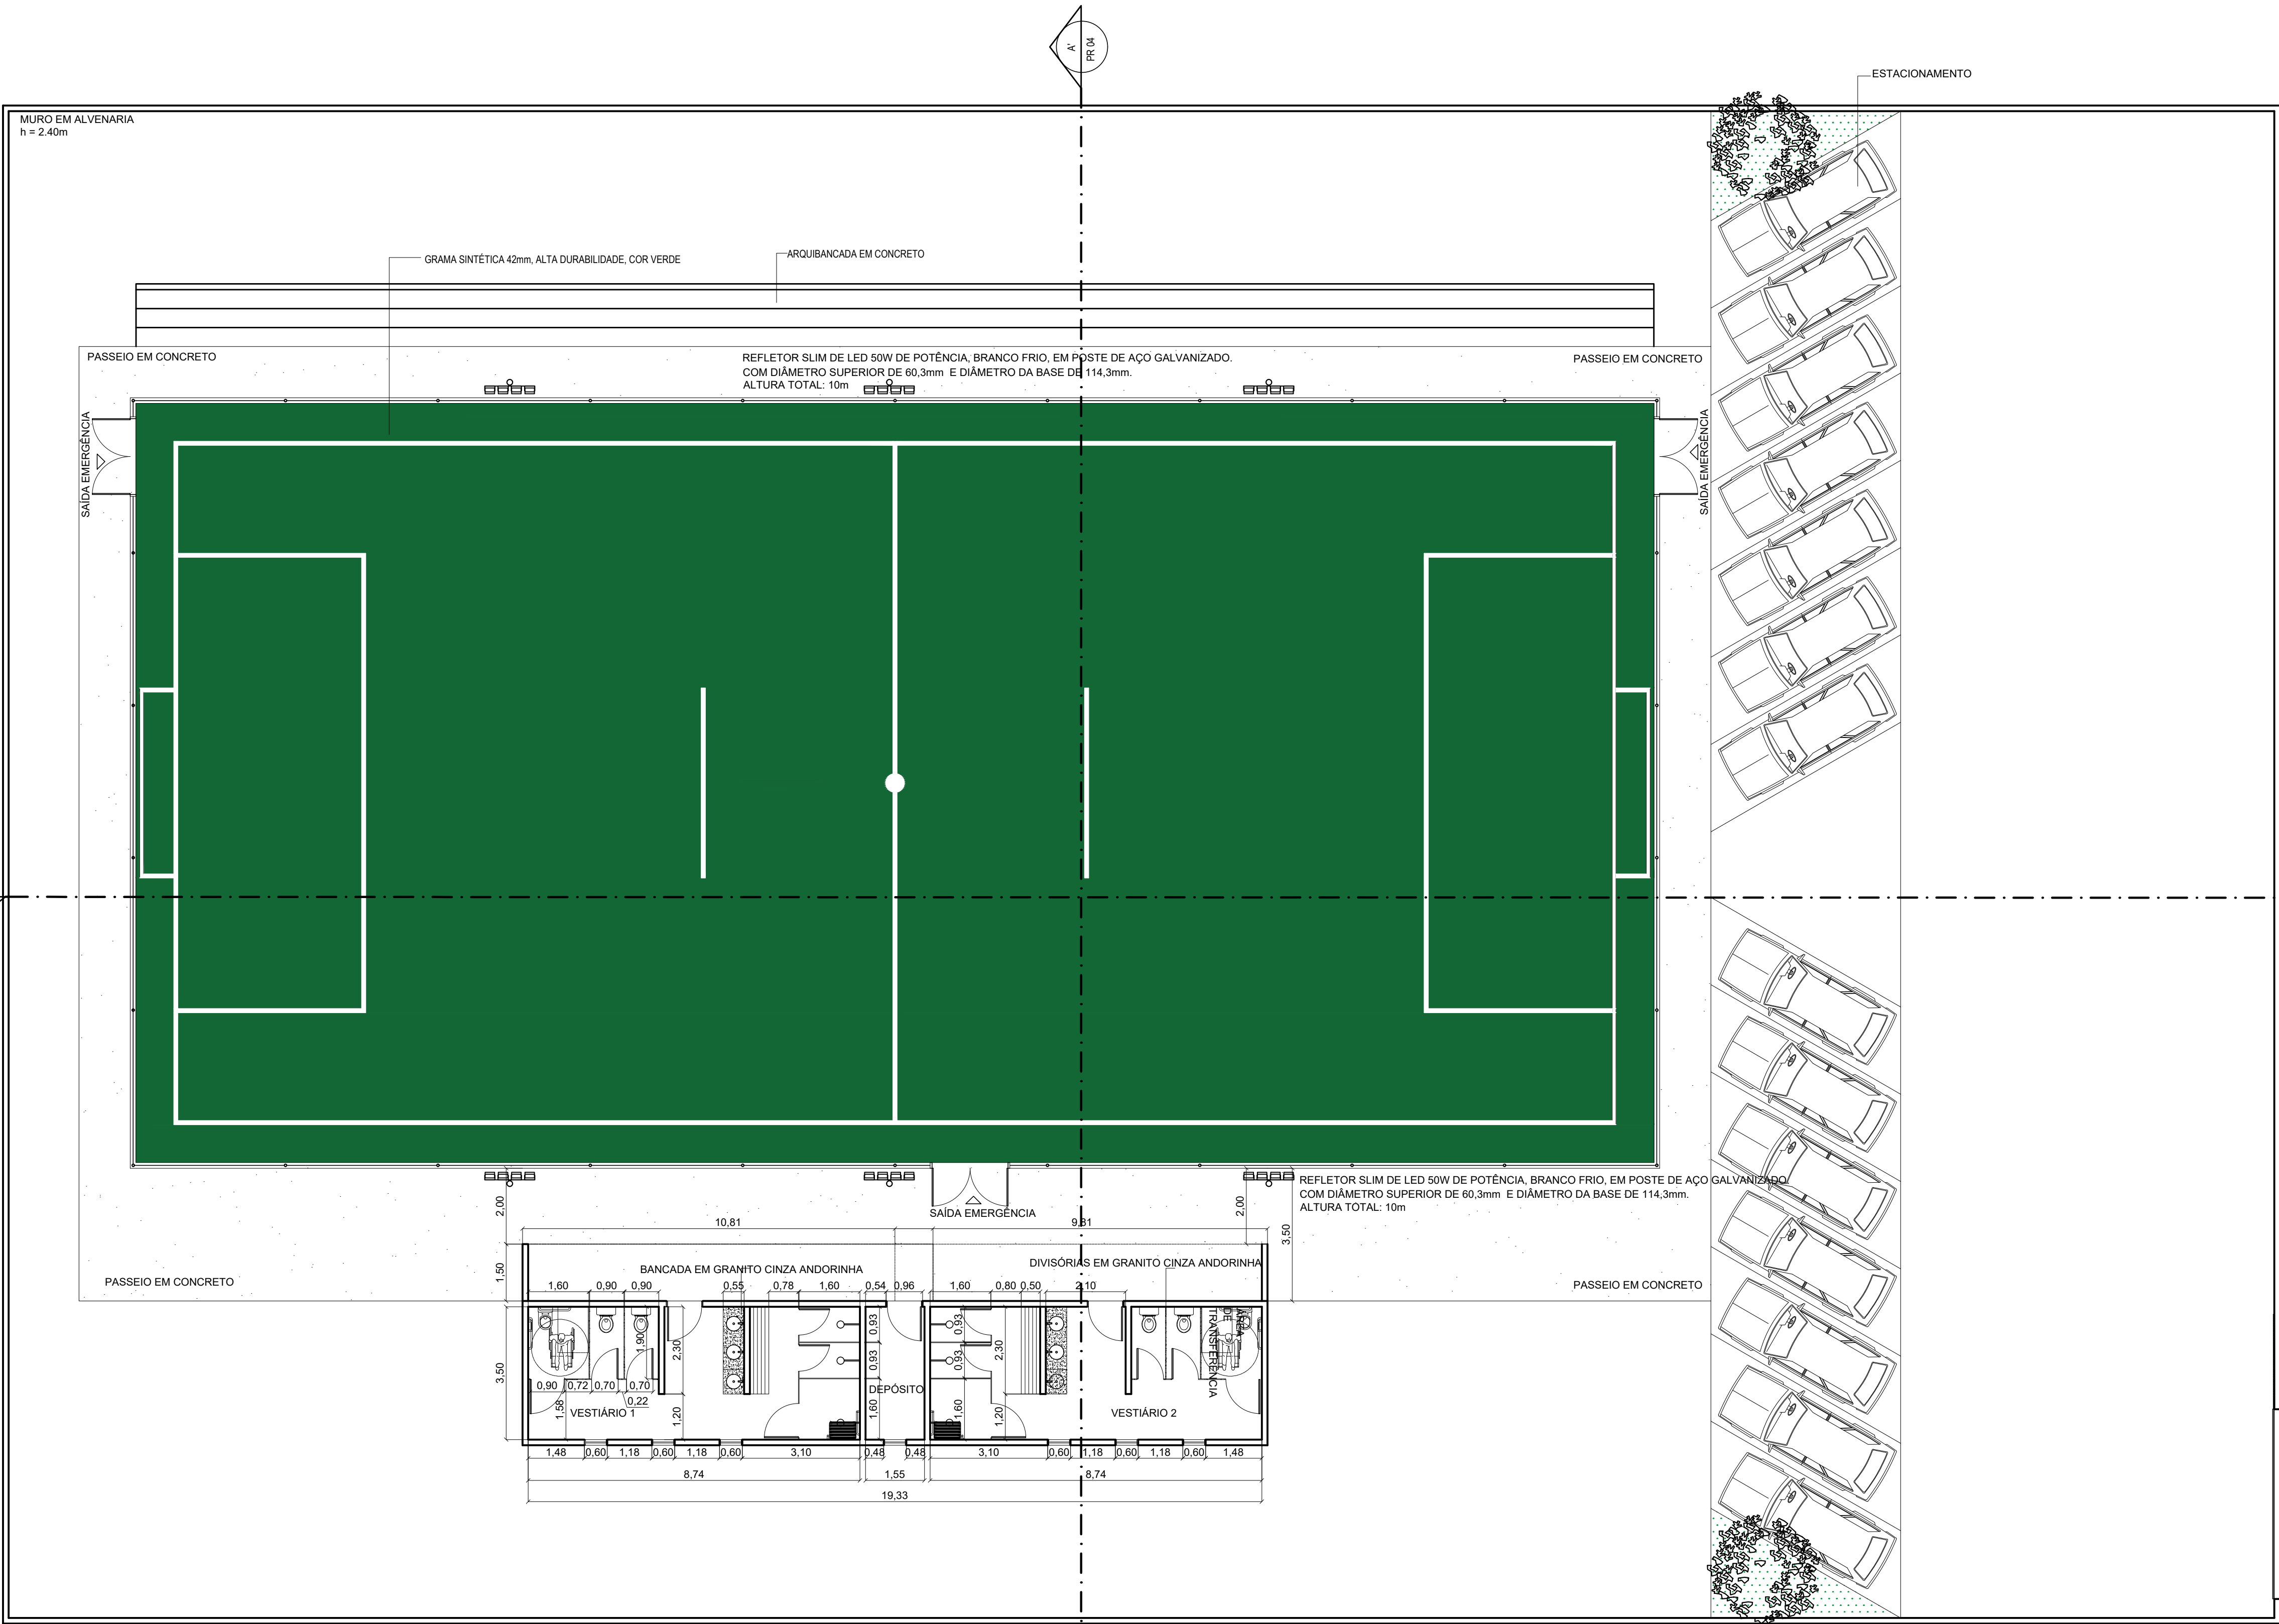 A'
PR 04
ESTACIONAMENTO
MURO EM ALVENARIA
h = 2.40m
GRAMA SINTÉTICA 42mm, ALTA DURABILIDADE, COR VERDE
ARQUIBANCADA EM CONCRETO
PASSEIO EM CONCRETO
REFLETOR SLIM DE LED 50W DE POTÊNCIA, BRANCO FRIO, EM POSTE DE AÇO GALVANIZADO.
COM DIÂMETRO SUPERIOR DE 60,3mm E DIÂMETRO DA BASE DE 114,3mm.
ALTURA TOTAL: 10m
PASSEIO EM CONCRETO
SAÍDA EMERGÊNCIA
SAÍDA EMERGÊNCIA
REFLETOR SLIM DE LED 50W DE POTÊNCIA, BRANCO FRIO, EM POSTE DE AÇO GALVANIZADO.
COM DIÂMETRO SUPERIOR DE 60,3mm E DIÂMETRO DA BASE DE 114,3mm.
ALTURA TOTAL: 10m
2,00
SAÍDA EMERGÊNCIA
2,00
3,50
10,81
9,81
1,50
BANCADA EM GRANITO CINZA ANDORINHA
DIVISÓRIAS EM GRANITO CINZA ANDORINHA
PASSEIO EM CONCRETO
PASSEIO EM CONCRETO
1,60 0,90 0,90 0,55 0,78 1,60 0,54 0,96 1,60 0,80 0,50 2,10
3,50
1,90
2,30
0,93
0,93
0,93
0,93
2,30
ÁREA
DE
TRANSFERÊNCIA
0,90 0,72 0,70 0,70
0,22
1,58
1,20
DEPÓSITO
1,60
1,60
1,20
VESTIÁRIO 1
VESTIÁRIO 2
1,48 0,60 1,18 0,60 1,18 0,60 3,10 0,48 0,48 3,10 0,60 1,18 0,60 1,18 0,60 1,48
8,74 1,55 8,74
19,33